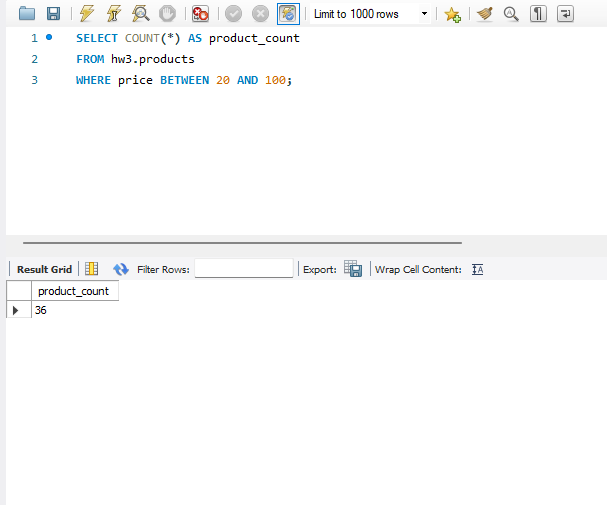 Limit to 1000 rows
1 SELECT COUNT(*) AS product_count
2 FROM hw3.products
3 WHERE price BETWEEN 20 AND 100;
Result Grid Filter Rows: Export: Wrap Cell Content: IA
product_count
36